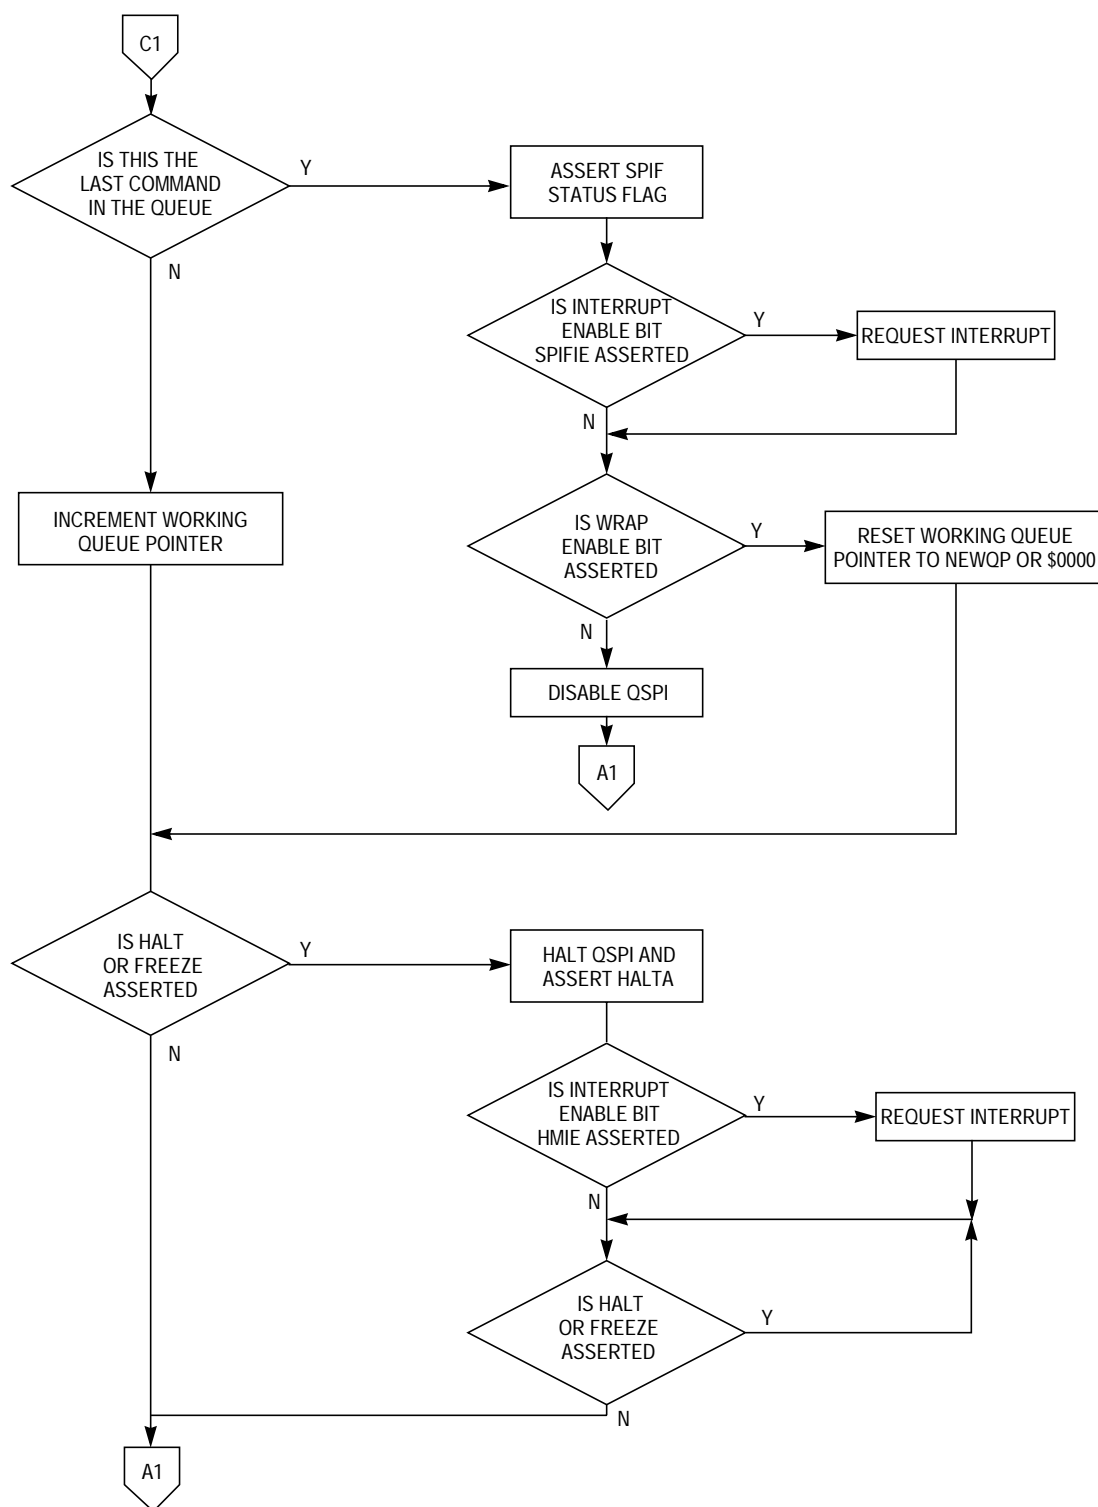 C1
IS THIS THE
LAST COMMAND
IN THE QUEUE
Y
ASSERT SPIF
STATUS FLAG
N
IS INTERRUPT
ENABLE BIT
SPIFIE ASSERTED
Y
REQUEST INTERRUPT
N
INCREMENT WORKING
QUEUE POINTER
IS WRAP
ENABLE BIT
ASSERTED
Y
RESET WORKING QUEUE
POINTER TO NEWQP OR $0000
N
DISABLE QSPI
A1
IS HALT
OR FREEZE
ASSERTED
Y
HALT QSPI AND
ASSERT HALTA
N
IS INTERRUPT
ENABLE BIT
HMIE ASSERTED
Y
REQUEST INTERRUPT
N
IS HALT
OR FREEZE
ASSERTED
Y
N
A1